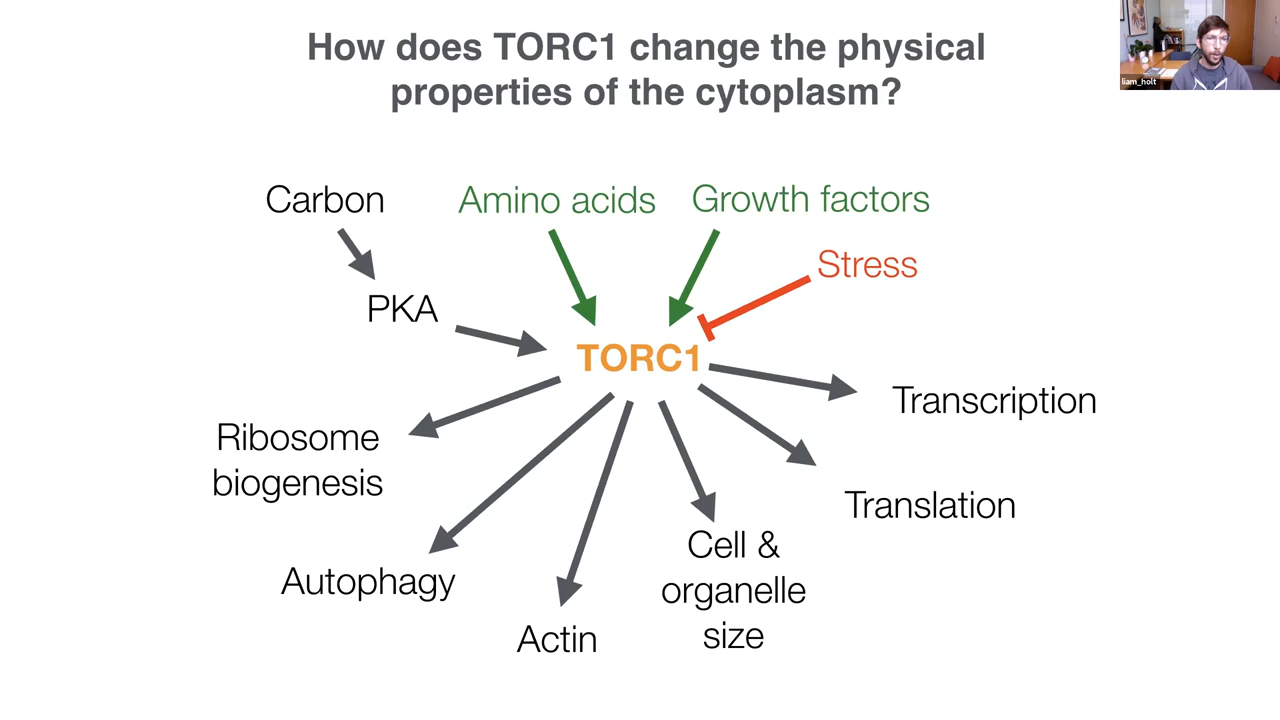 How does TORC1 change the physical
properties of the cytoplasm?
liam_holt
Carbon
Amino acids
Growth factors
Stress
PKA
TORC1
Transcription
Ribosome
biogenesis
Translation
Cell &
organelle
size
Autophagy
Actin